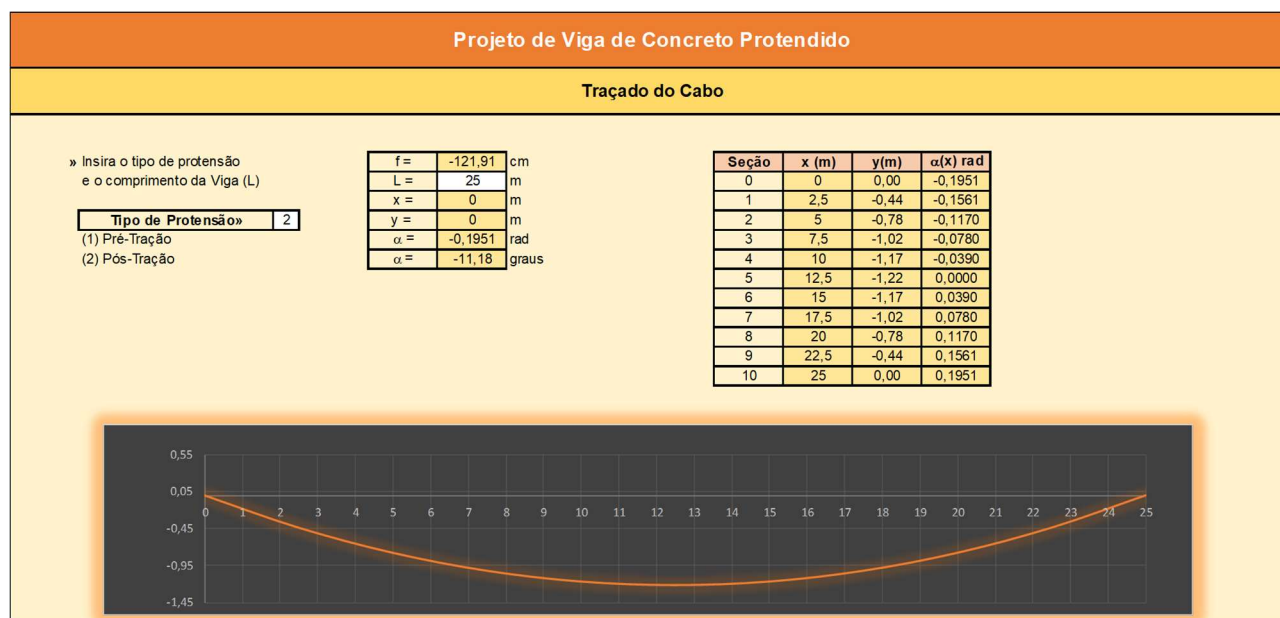 Projeto de Viga de Concreto Protendido
Traçado do Cabo
» Insira o tipo de protensão
e o comprimento da Viga (L)
Tipo de Protensão» 2
(1) Pré-Tração
(2) Pós-Tração
f = -121,91 cm
L = 25 m
x = 0 m
y = 0 m
α = -0,1951 rad
α = -11,18 graus
Seção x (m) y(m) α(x) rad
0 0 0,00 -0,1951
1 2,5 -0,44 -0,1561
2 5 -0,78 -0,1170
3 7,5 -1,02 -0,0780
4 10 -1,17 -0,0390
5 12,5 -1,22 0,0000
6 15 -1,17 0,0390
7 17,5 -1,02 0,0780
8 20 -0,78 0,1170
9 22,5 -0,44 0,1561
10 25 0,00 0,1951
0,55
0,05
0 1 2 3 4 5 6 7 8 9 10 11 12 13 14 15 16 17 18 19 20 21 22 23 24 25
-0,45
-0,95
-1,45